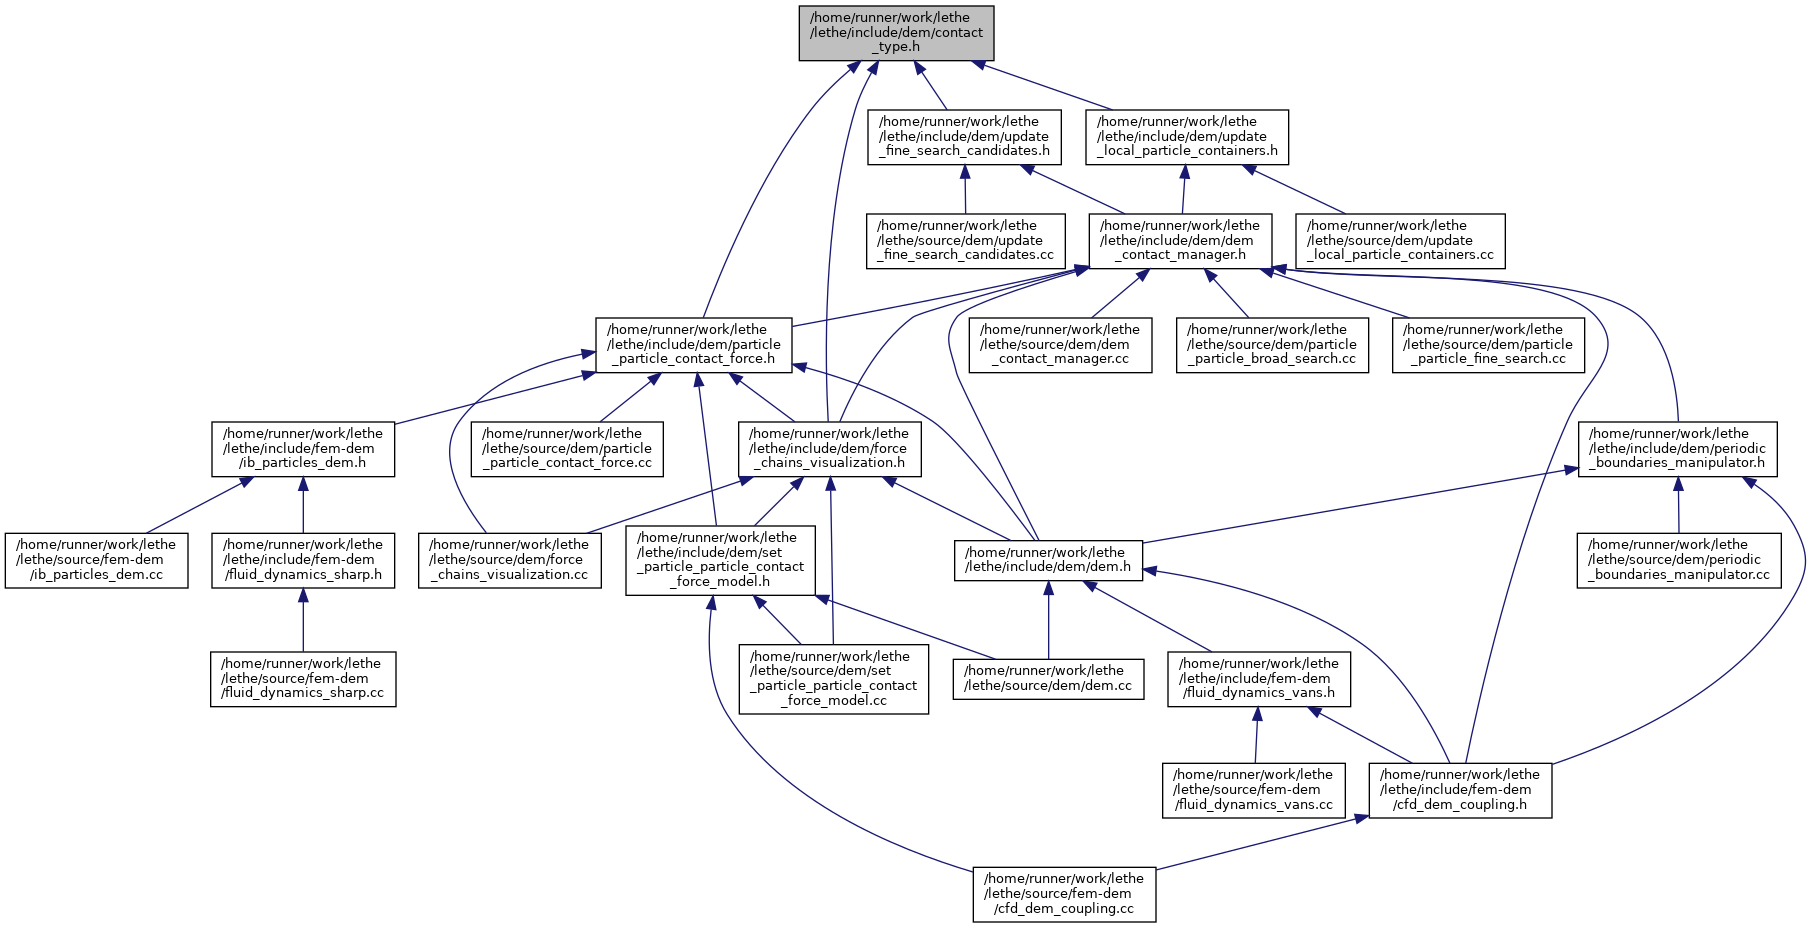 /home/runner/work/lethe
/lethe/include/dem/contact
_type.h
/home/runner/work/lethe
/lethe/include/dem/update
_fine_search_candidates.h
/home/runner/work/lethe
/lethe/include/dem/update
_local_particle_containers.h
/home/runner/work/lethe
/lethe/source/dem/update
_fine_search_candidates.cc
/home/runner/work/lethe
/lethe/include/dem/dem
_contact_manager.h
/home/runner/work/lethe
/lethe/source/dem/update
_local_particle_containers.cc
/home/runner/work/lethe
/lethe/include/dem/particle
_particle_contact_force.h
/home/runner/work/lethe
/lethe/source/dem/dem
_contact_manager.cc
/home/runner/work/lethe
/lethe/source/dem/particle
_particle_broad_search.cc
/home/runner/work/lethe
/lethe/source/dem/particle
_particle_fine_search.cc
/home/runner/work/lethe
/lethe/include/fem-dem
/ib_particles_dem.h
/home/runner/work/lethe
/lethe/source/dem/particle
_particle_contact_force.cc
/home/runner/work/lethe
/lethe/include/dem/force
_chains_visualization.h
/home/runner/work/lethe
/lethe/include/dem/periodic
_boundaries_manipulator.h
/home/runner/work/lethe
/lethe/source/fem-dem
/ib_particles_dem.cc
/home/runner/work/lethe
/lethe/include/fem-dem
/fluid_dynamics_sharp.h
/home/runner/work/lethe
/lethe/source/dem/force
_chains_visualization.cc
/home/runner/work/lethe
/lethe/include/dem/set
_particle_particle_contact
_force_model.h
/home/runner/work/lethe
/lethe/include/dem/dem.h
/home/runner/work/lethe
/lethe/source/dem/periodic
_boundaries_manipulator.cc
/home/runner/work/lethe
/lethe/source/fem-dem
/fluid_dynamics_sharp.cc
/home/runner/work/lethe
/lethe/source/dem/set
_particle_particle_contact
_force_model.cc
/home/runner/work/lethe
/lethe/source/dem/dem.cc
/home/runner/work/lethe
/lethe/include/fem-dem
/fluid_dynamics_vans.h
/home/runner/work/lethe
/lethe/source/fem-dem
/fluid_dynamics_vans.cc
/home/runner/work/lethe
/lethe/include/fem-dem
/cfd_dem_coupling.h
/home/runner/work/lethe
/lethe/source/fem-dem
/cfd_dem_coupling.cc